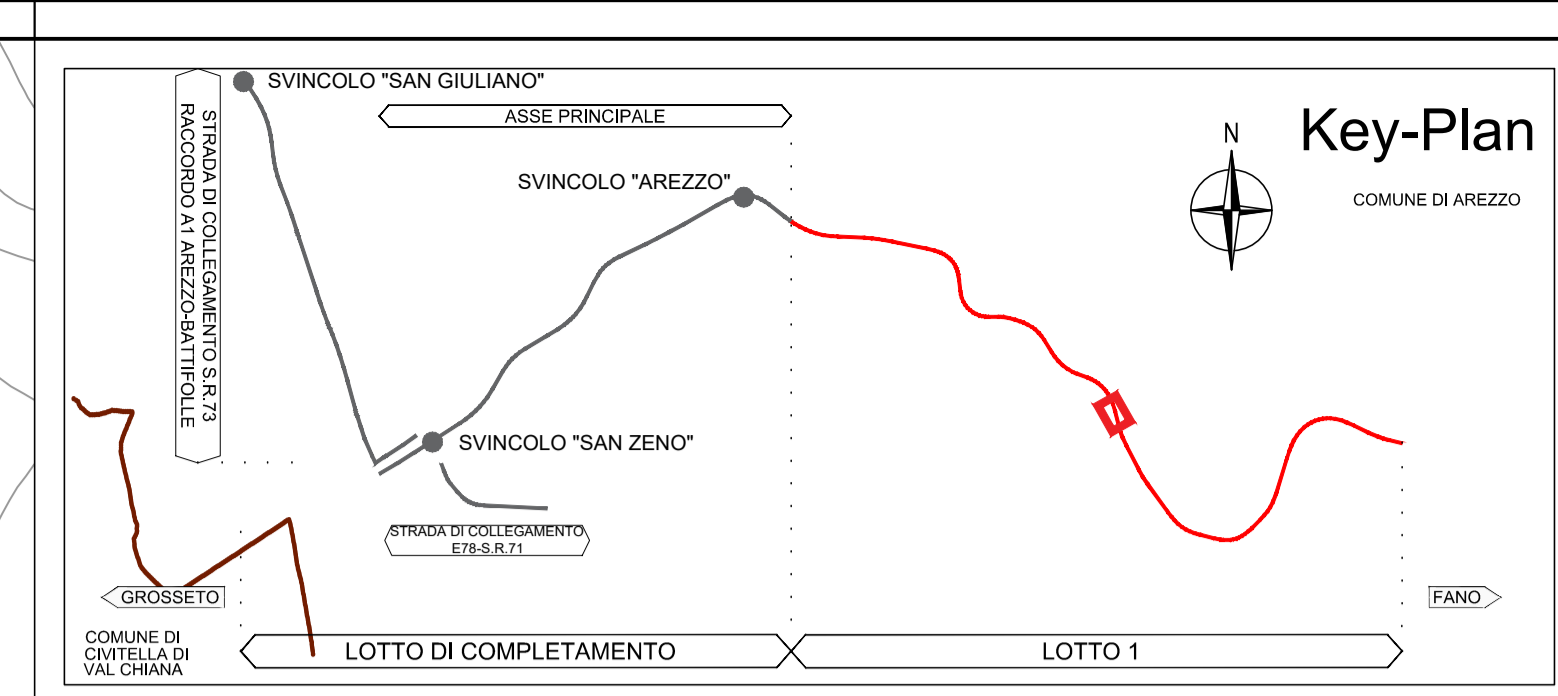 SVINCOLO "SAN GIULIANO"
ASSE PRINCIPALE
Key-Plan
N
COMUNE DI AREZZO
STRADA DI COLLEGAMENTO S.R.73
RACCORDO A1 AREZZO-BATTIFOLLE
SVINCOLO "AREZZO"
SVINCOLO "SAN ZENO"
STRADA DI COLLEGAMENTO
E78-S.R.71
GROSSETO
FANO
COMUNE DI
CIVITELLA DI
VAL CHIANA
LOTTO DI COMPLETAMENTO
LOTTO 1